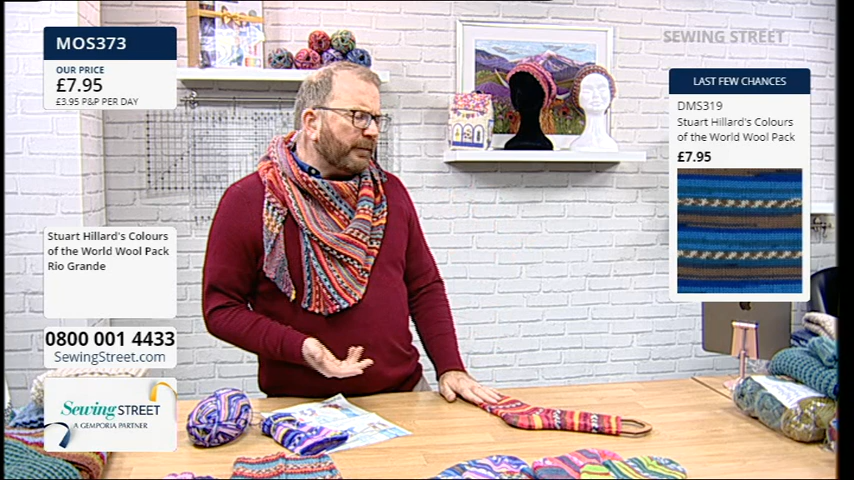 MOS373
OUR PRICE
£7.95
£3.95 P&P PER DAY
SEWING STREET
LAST FEW CHANCES
DMS319
Stuart Hillard's Colours
of the World Wool Pack
£7.95
Stuart Hillard's Colours
of the World Wool Pack
Rio Grande
0800 001 4433
SewingStreet.com
Sewing STREET
A GEMPORIA PARTNER